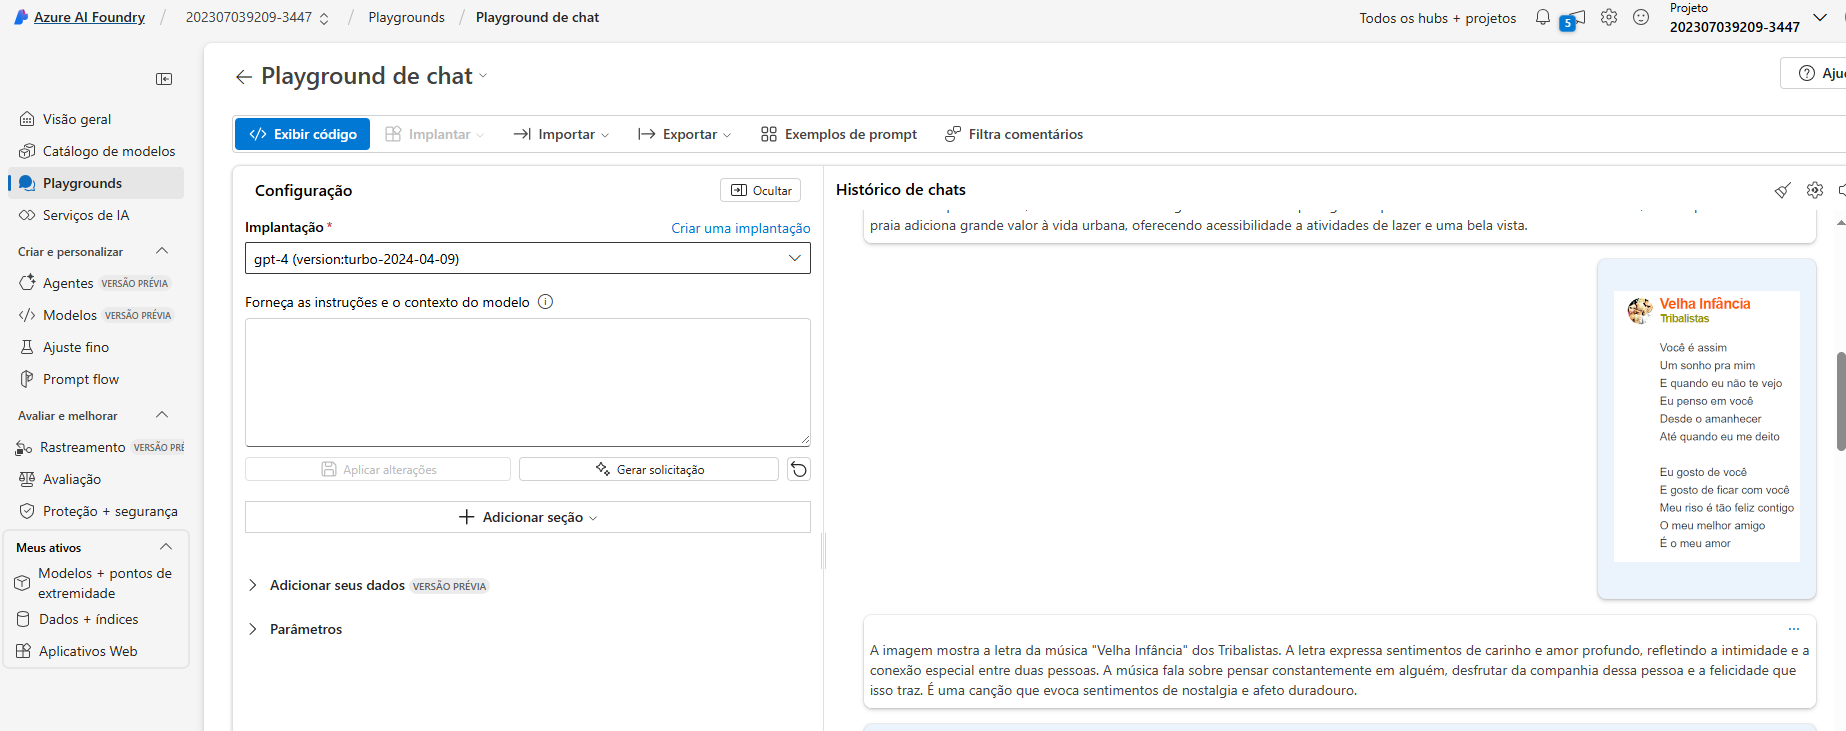 Azure AI Foundry / 202307039209-3447 / Playgrounds / Playground de chat
Todos os hubs + projetos
5
Projeto
202307039209-3447
Playground de chat
Visão geral
Catálogo de modelos
Playgrounds
Serviços de IA
Criar e personalizar
Agentes VERSÃO PRÉVIA
Modelos VERSÃO PRÉVIA
Ajuste fino
Prompt flow
Avaliar e melhorar
Rastreamento VERSÃO PRÉ
Avaliação
Proteção + segurança
Meus ativos
Modelos + pontos de
extremidade
Dados + índices
Aplicativos Web
Exibir código
Implantar
Importar
Exportar
Exemplos de prompt
Filtra comentários
Configuração
Ocultar
Implantação *
Criar uma implantação
gpt-4 (version:turbo-2024-04-09)
Forneça as instruções e o contexto do modelo
Aplicar alterações
Gerar solicitação
Adicionar seção
Adicionar seus dados VERSÃO PRÉVIA
Parâmetros
Histórico de chats
praia adiciona grande valor à vida urbana, oferecendo acessibilidade a atividades de lazer e uma bela vista.
Velha Infância
Tribalistas
Você é assim
Um sonho pra mim
E quando eu não te vejo
Eu penso em você
Desde o amanhecer
Até quando eu me deito
Eu gosto de você
E gosto de ficar com você
Meu riso é tão feliz contigo
O meu melhor amigo
É o meu amor
A imagem mostra a letra da música "Velha Infância" dos Tribalistas. A letra expressa sentimentos de carinho e amor profundo, refletindo a intimidade e a
conexão especial entre duas pessoas. A música fala sobre pensar constantemente em alguém, desfrutar da companhia dessa pessoa e a felicidade que
isso traz. É uma canção que evoca sentimentos de nostalgia e afeto duradouro.